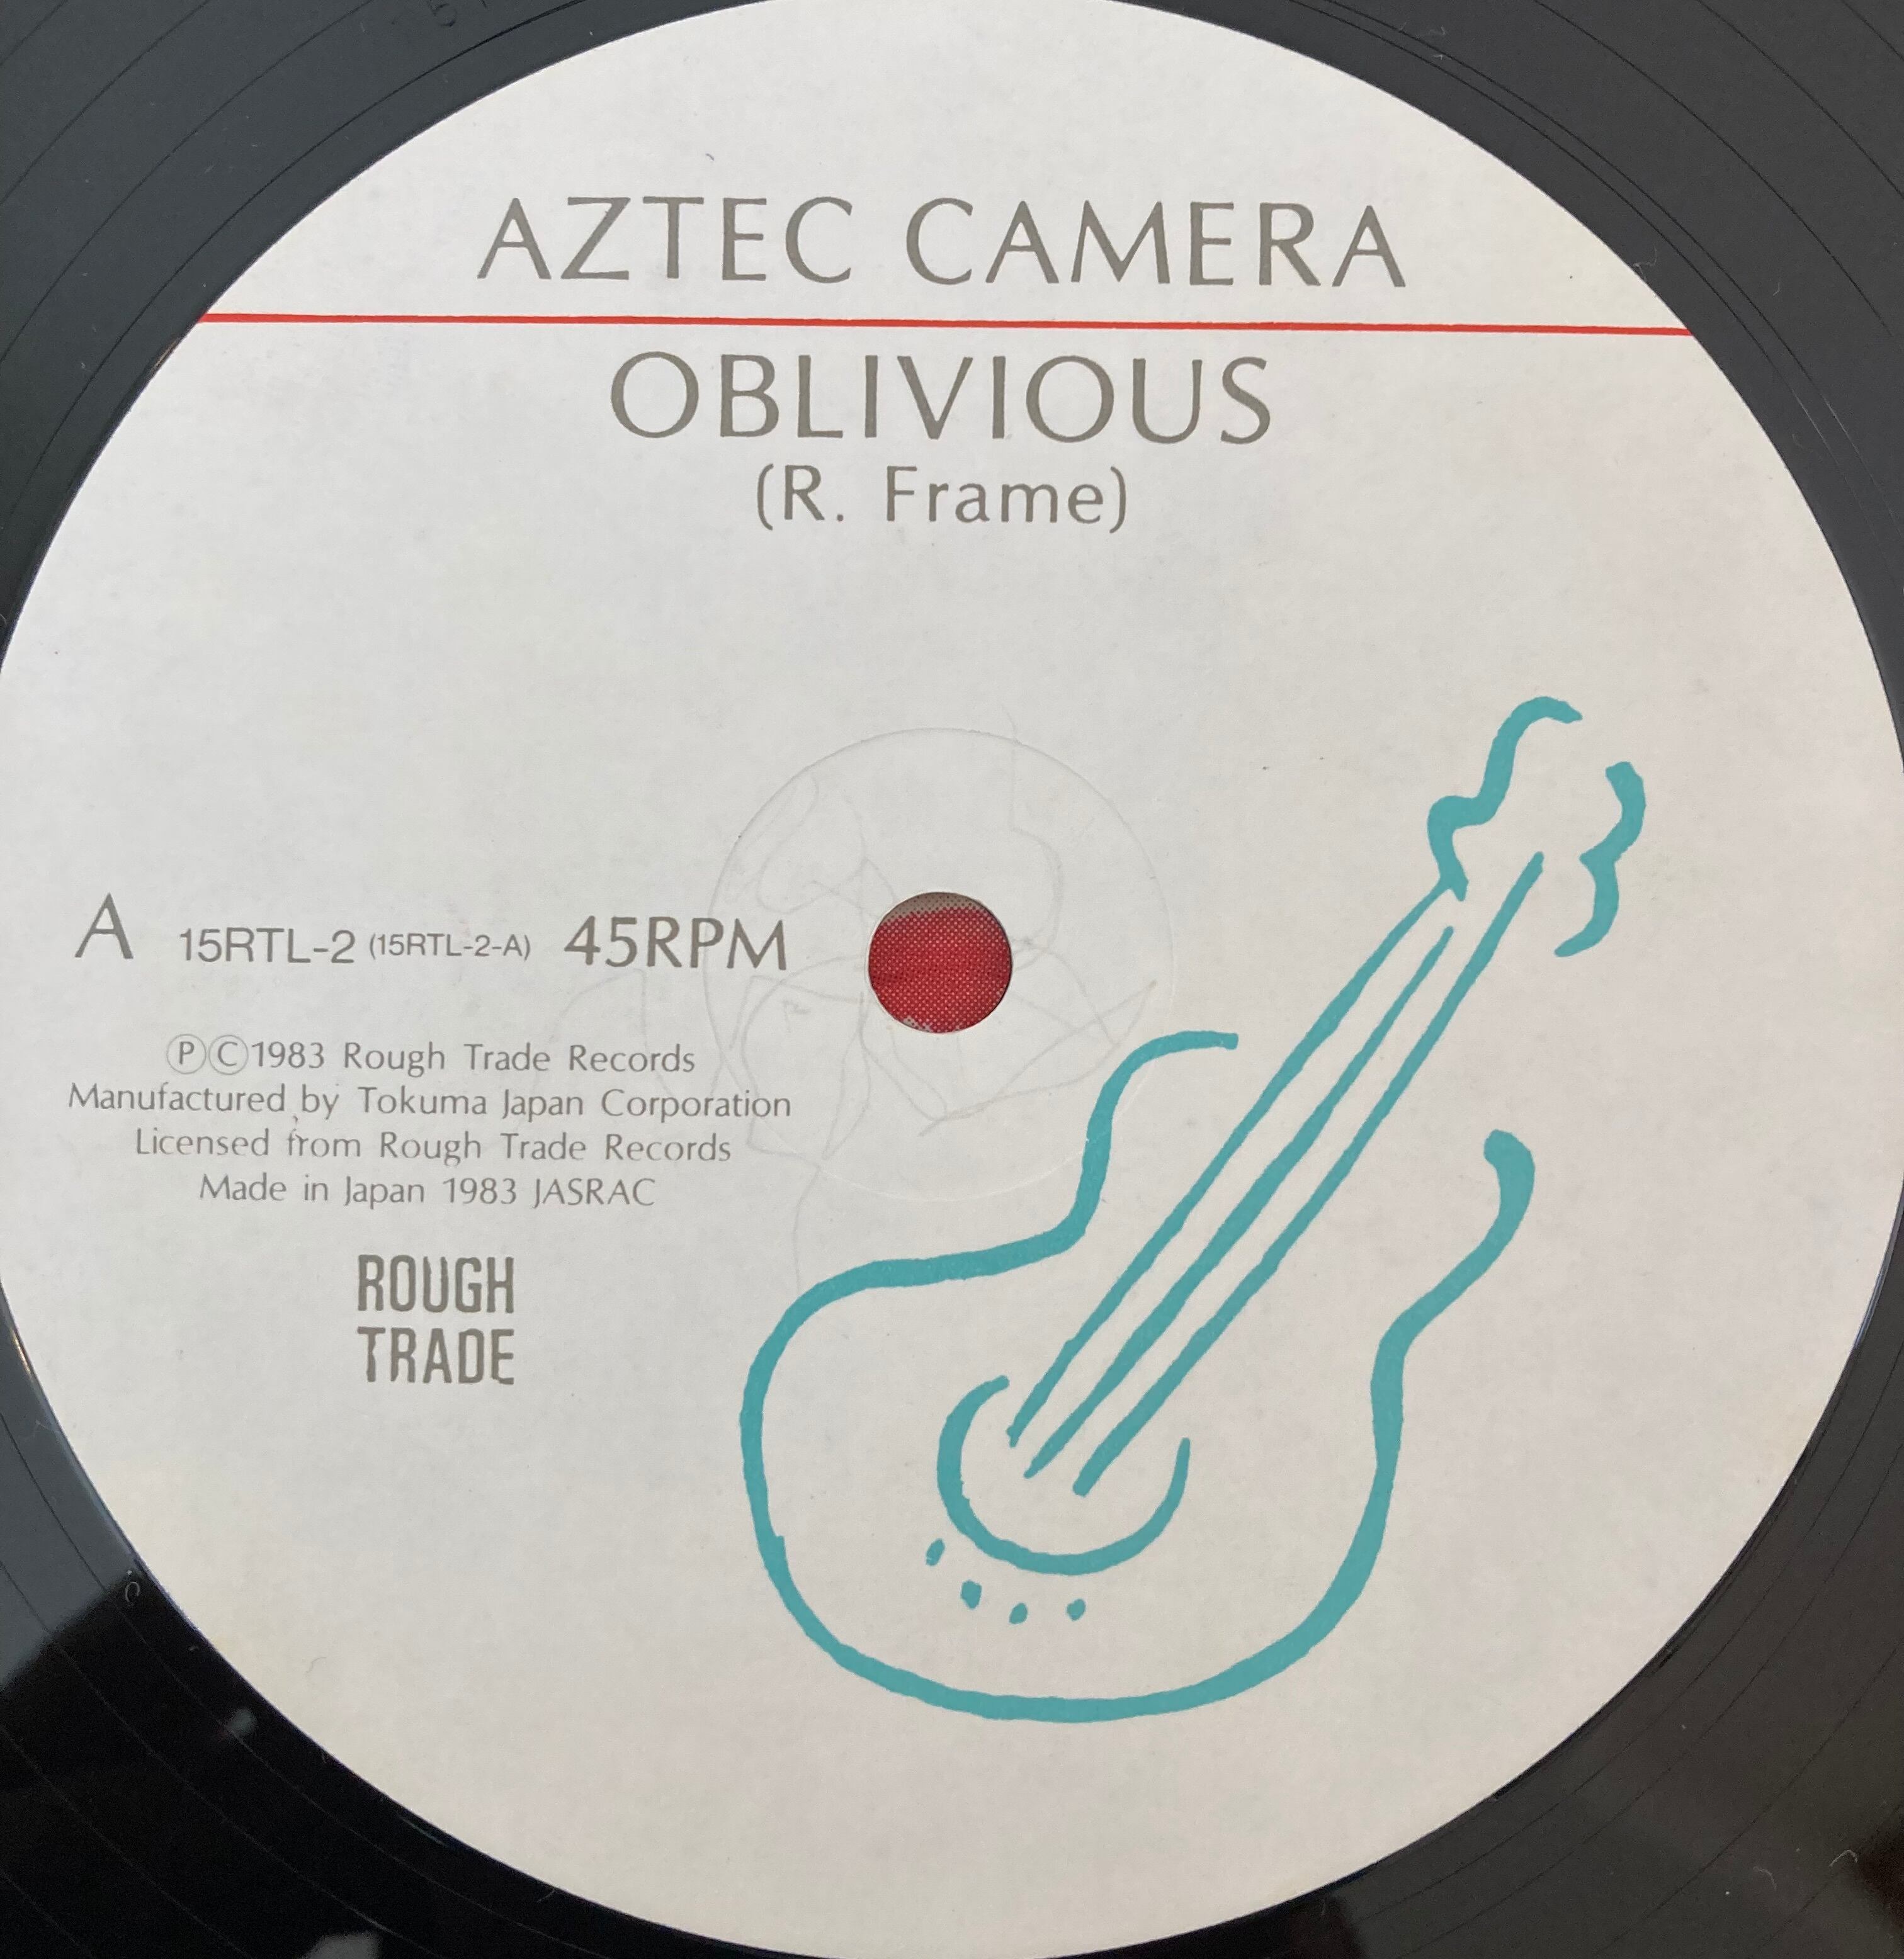 AZTEC CAMERA
OBLIVIOUS
(R. Frame)
A 15RTL-2 (15RTL-2-A) 45RPM
ⓅⒸ1983 Rough Trade Records
Manufactured by Tokuma Japan Corporation
Licensed from Rough Trade Records
Made in Japan 1983 JASRAC
ROUGH
TRADE